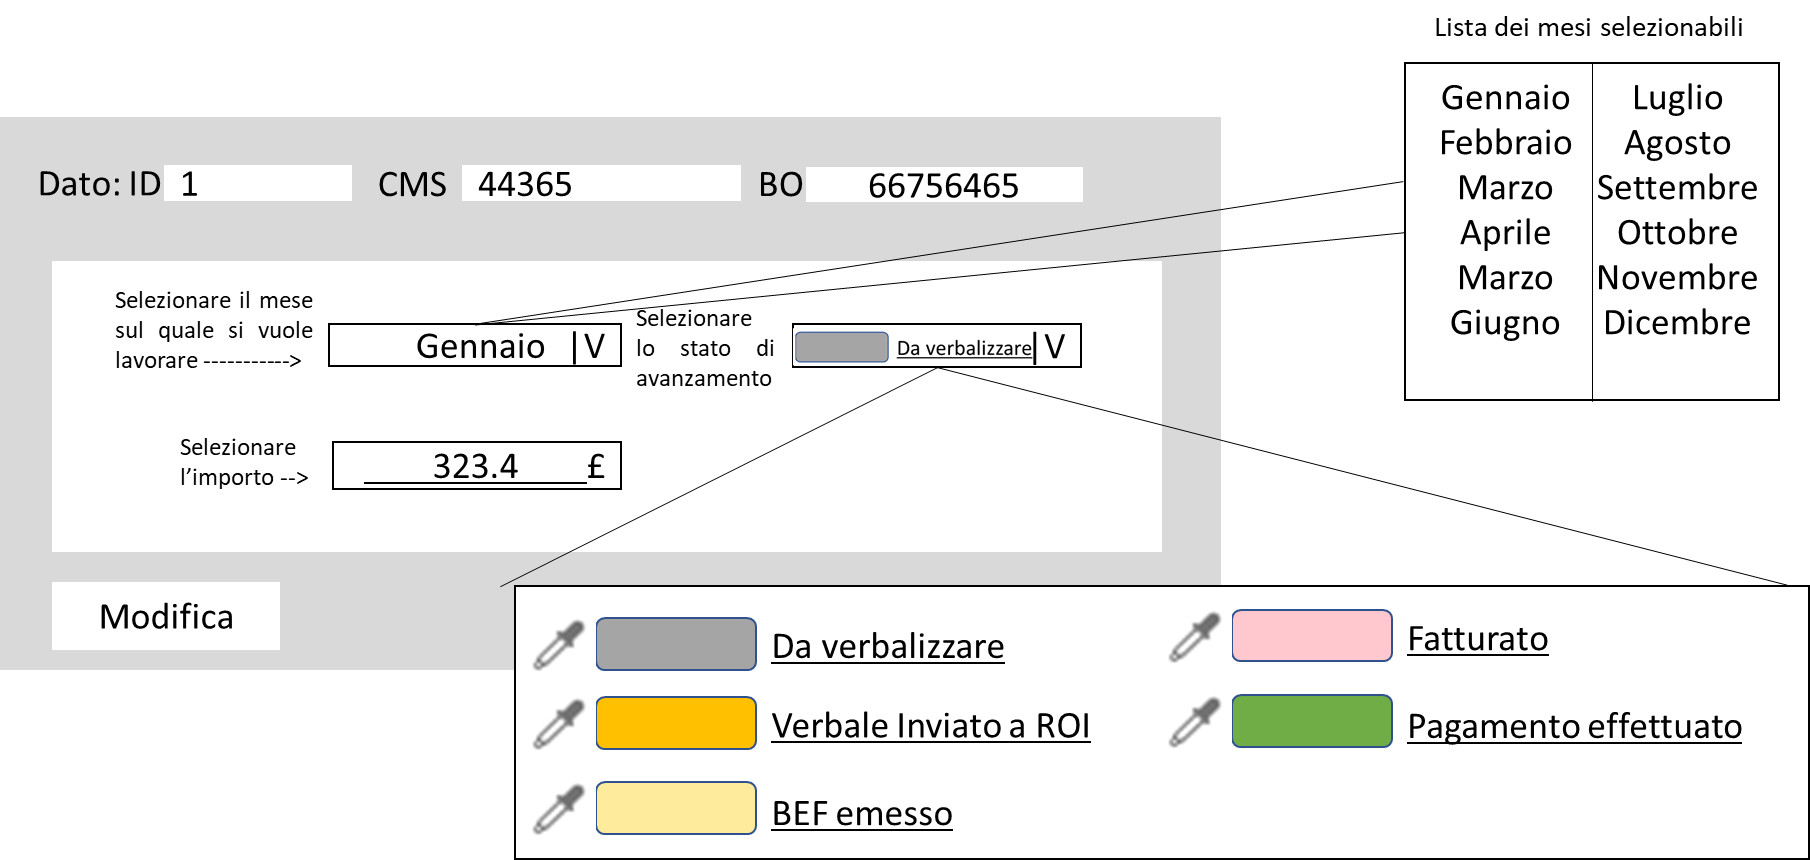 Lista dei mesi selezionabili
Gennaio Luglio
Febbraio Agosto
Marzo Settembre
Aprile Ottobre
Marzo Novembre
Giugno Dicembre
Dato: ID 1 CMS 44365 BO 66756465
Selezionare il mese
sul quale si vuole
lavorare ----------->
Gennaio |V
Selezionare
lo stato di
avanzamento
Da verbalizzare |V
Selezionare
l’importo -->
323.4 £
Modifica
Da verbalizzare
Verbale Inviato a ROI
BEF emesso
Fatturato
Pagamento effettuato